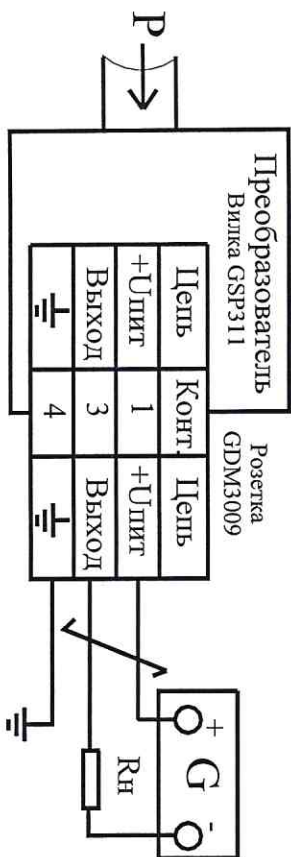 P
Преобразователь
Вилка GSP311
Розетка
GDM3009
Цепь Конт. Цепь
+Uпит 1 +Uпит
Выход 3 Выход
4
+ G -
Rн